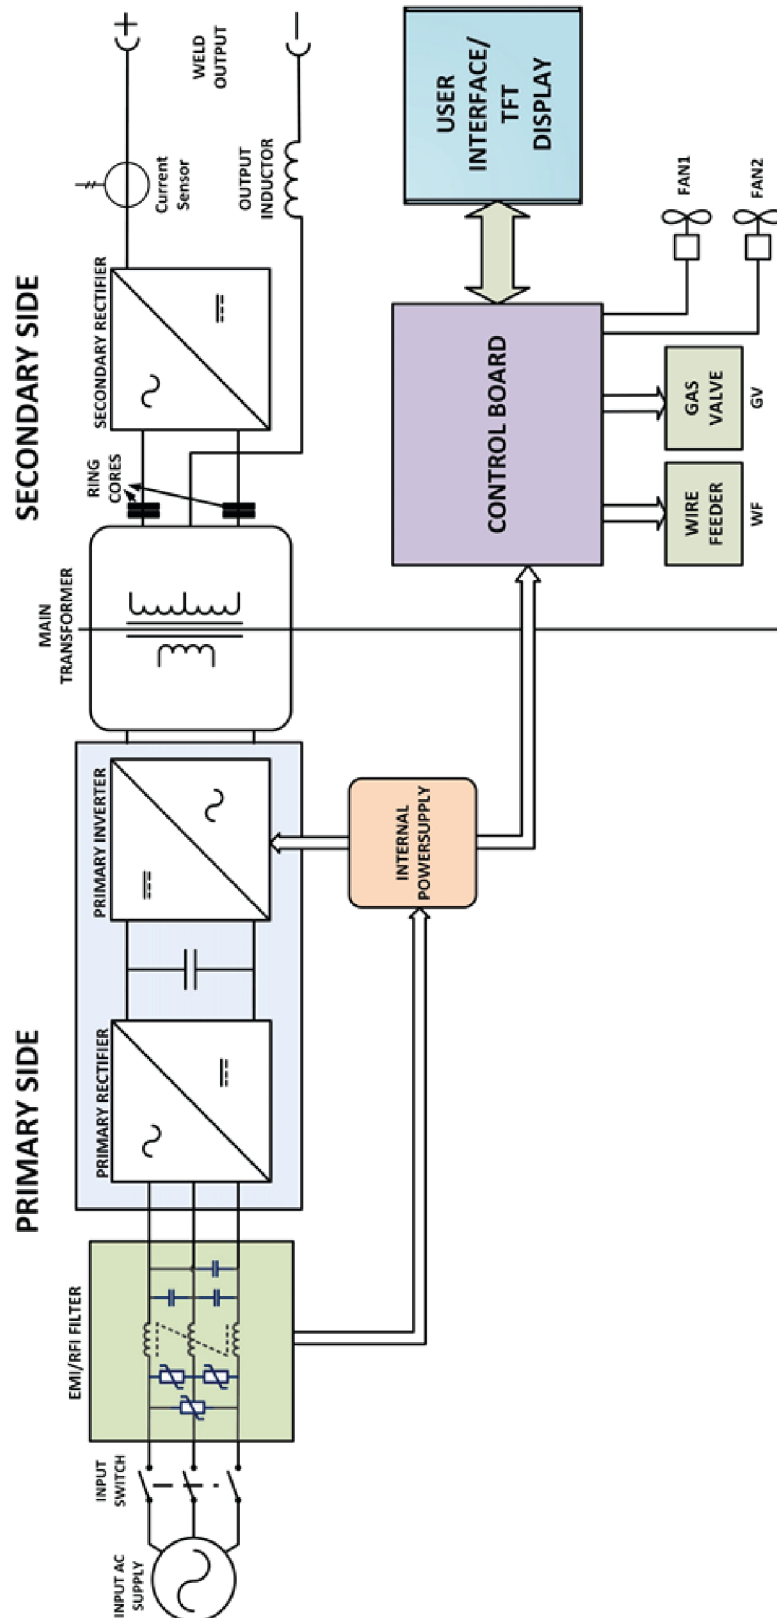 PRIMARY SIDE
SECONDARY SIDE
INPUT AC
SUPPLY
INPUT
SWITCH
EMI/RFI FILTER
PRIMARY RECTIFIER
PRIMARY INVERTER
MAIN
TRANSFORMER
RING
CORES
SECONDARY RECTIFIER
Current
Sensor
+
WELD
OUTPUT
−
OUTPUT
INDUCTOR
INTERNAL
POWERSUPPLY
CONTROL BOARD
USER
INTERFACE/
TFT
DISPLAY
WIRE
FEEDER
WF
GAS
VALVE
GV
FAN1
FAN2